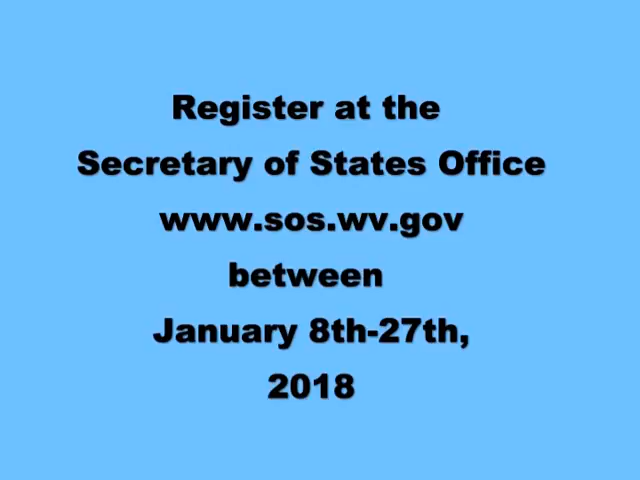 Register at the
Secretary of States Office
www.sos.wv.gov
between
January 8th-27th,
2018